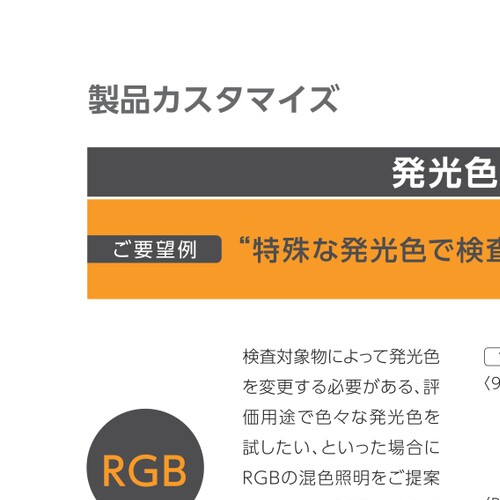 製品カスタマイズ
発光色
ご要望例
“特殊な発光色で検査
検査対象物によって発光色
を変更する必要がある、評
価用途で色々な発光色を
試したい、といった場合に
RGBの混色照明をご提案
RGB
〈9